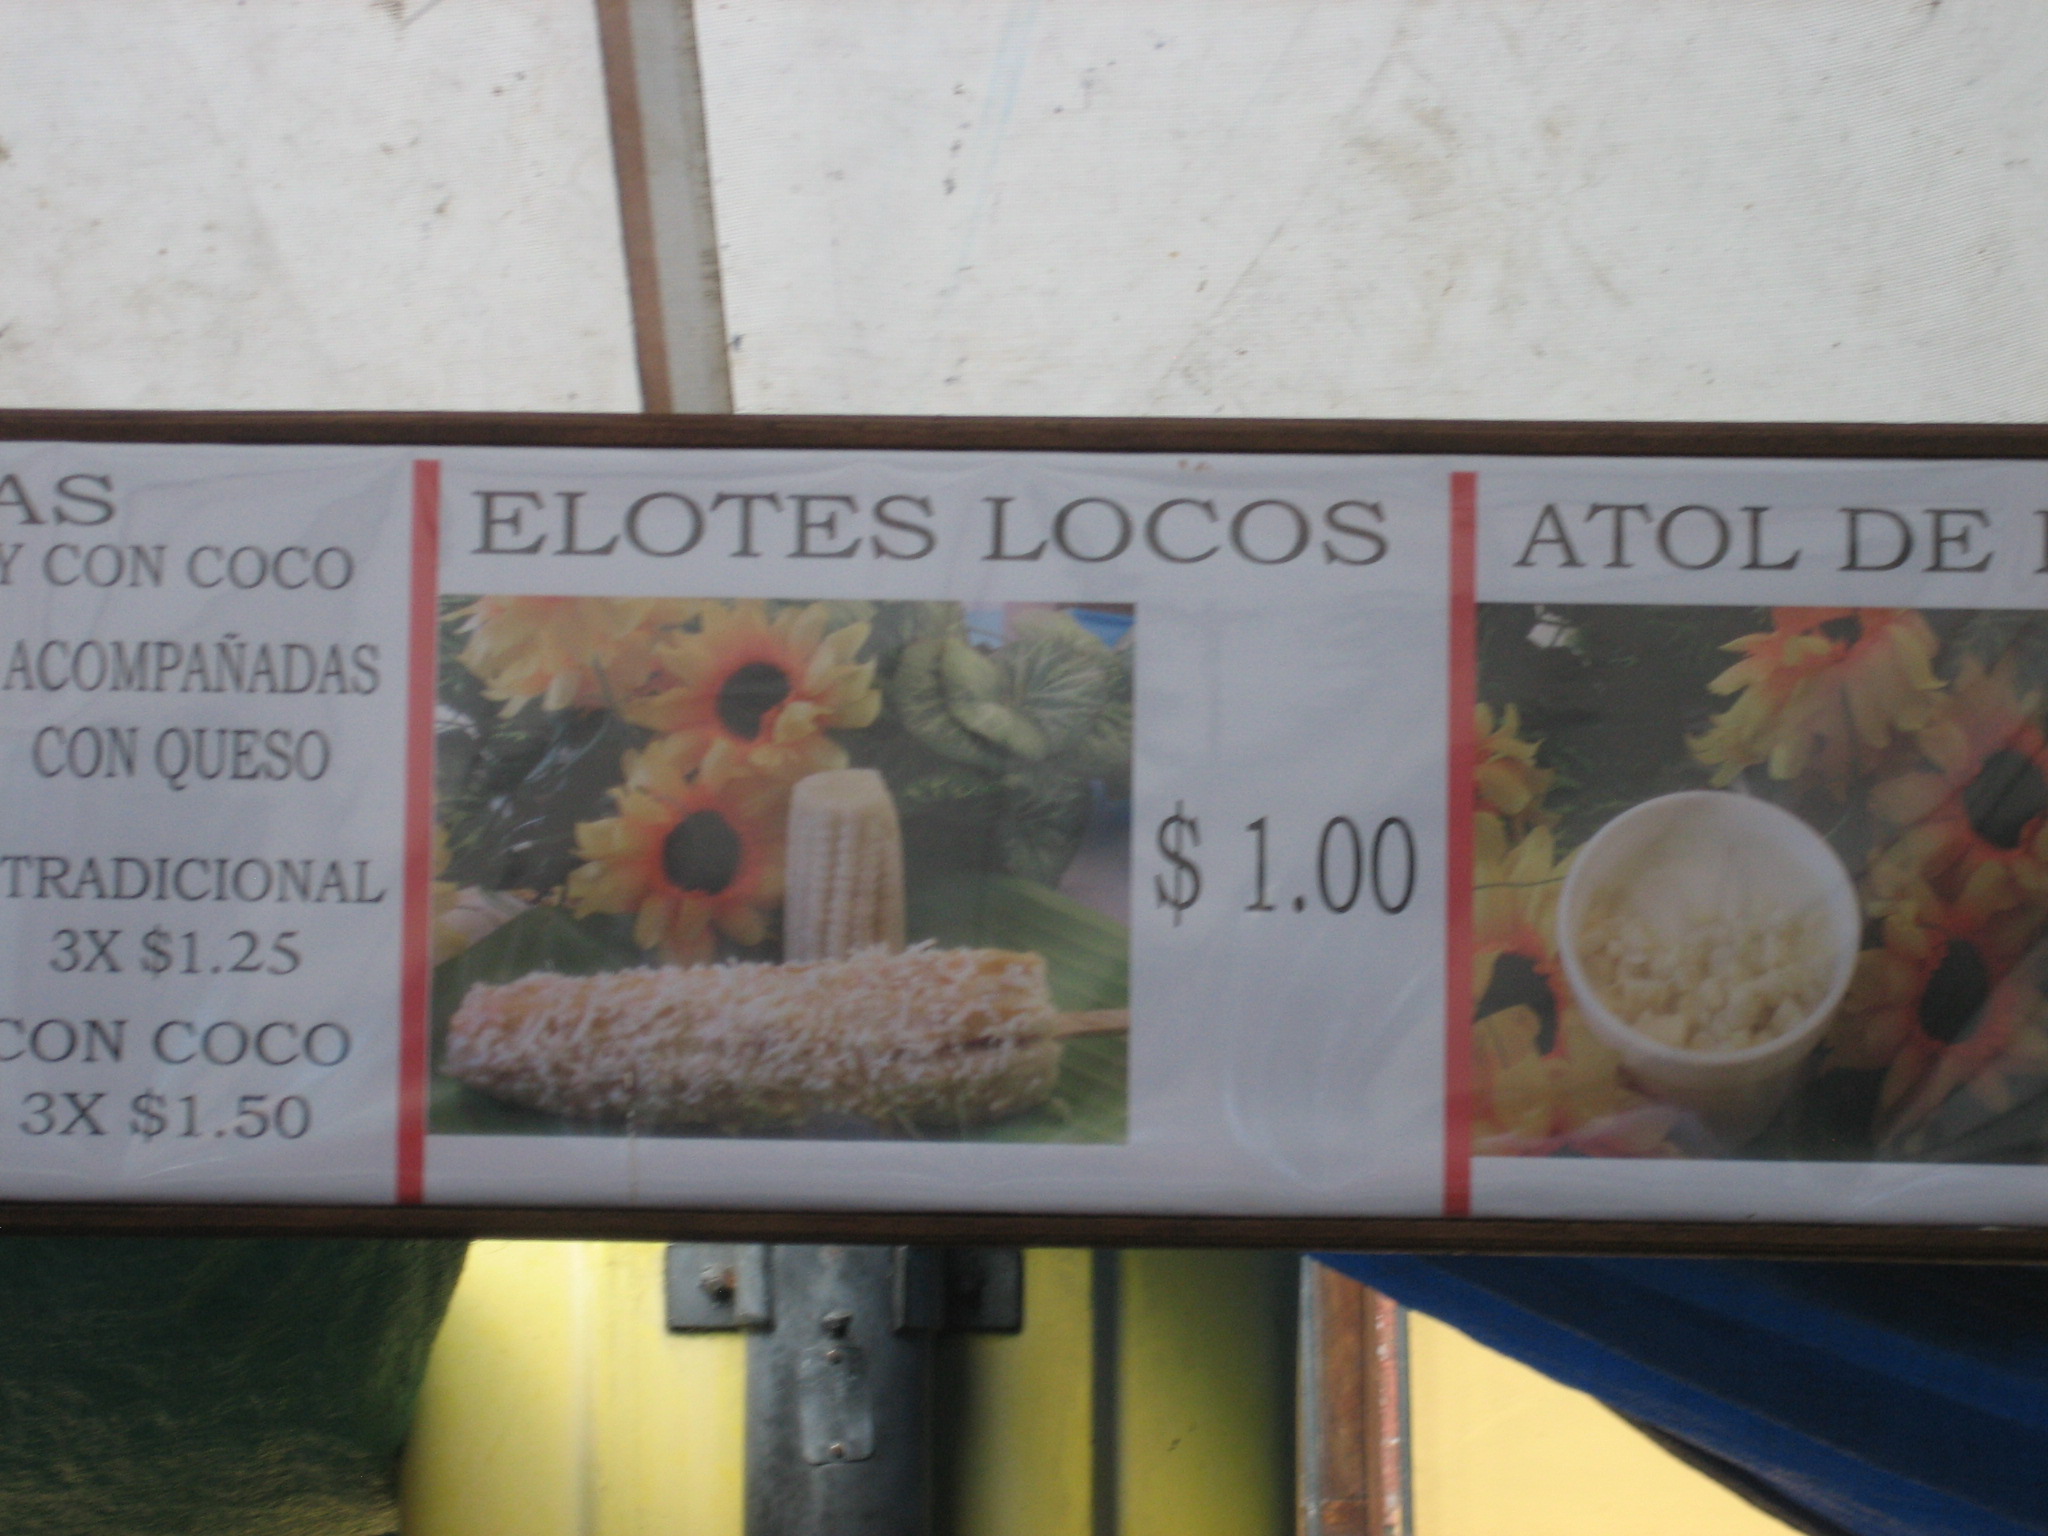 AS
Y CON COCO
ACOMPAÑADAS
CON QUESO
TRADICIONAL
3X $1.25
CON COCO
3X $1.50
ELOTES LOCOS
$ 1.00
ATOL DE